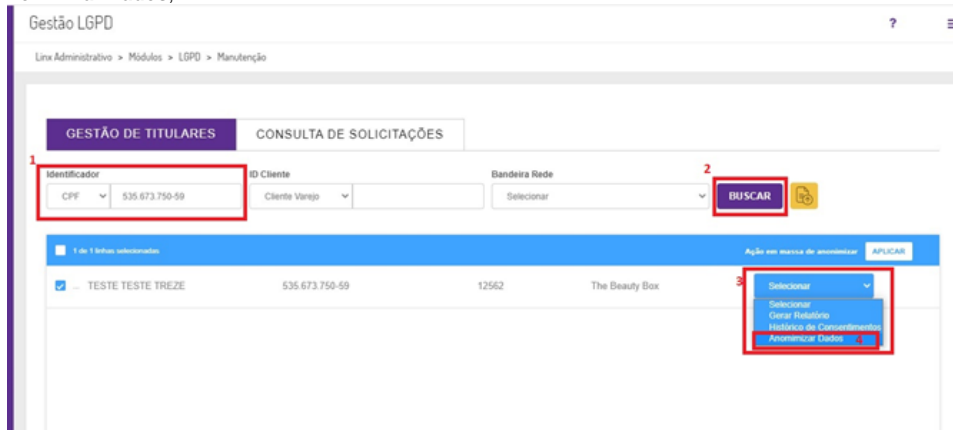 Gestão LGPD ?
Linx Administrativo > Módulos > LGPD > Manutenção
GESTÃO DE TITULARES CONSULTA DE SOLICITAÇÕES
1
Identificador ID Cliente Bandeira Rede 2
CPF 535.673.750-59 Cliente Varejo Selecionar BUSCAR
1 de 1 linhas selecionadas Ação em massa de anonimizar APLICAR
... TESTE TESTE TREZE 535.673.750-59 12562 The Beauty Box 3 Selecionar
Selecionar
Gerar Relatório
Histórico de Consentimentos
Anomimizar Dados 4